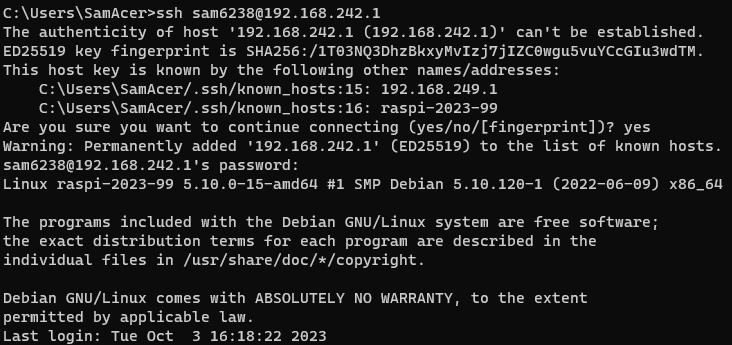 C:\Users\SamAcer>ssh sam6238@192.168.242.1
The authenticity of host '192.168.242.1 (192.168.242.1)' can't be established.
ED25519 key fingerprint is SHA256:/1T03NQ3DhzBkxyMvIzj7jIZC0wgu5vuYCcGIu3wdTM.
This host key is known by the following other names/addresses:
    C:\Users\SamAcer/.ssh/known_hosts:15: 192.168.249.1
    C:\Users\SamAcer/.ssh/known_hosts:16: raspi-2023-99
Are you sure you want to continue connecting (yes/no/[fingerprint])? yes
Warning: Permanently added '192.168.242.1' (ED25519) to the list of known hosts.
sam6238@192.168.242.1's password:
Linux raspi-2023-99 5.10.0-15-amd64 #1 SMP Debian 5.10.120-1 (2022-06-09) x86_64

The programs included with the Debian GNU/Linux system are free software;
the exact distribution terms for each program are described in the
individual files in /usr/share/doc/*/copyright.

Debian GNU/Linux comes with ABSOLUTELY NO WARRANTY, to the extent
permitted by applicable law.
Last login: Tue Oct  3 16:18:22 2023